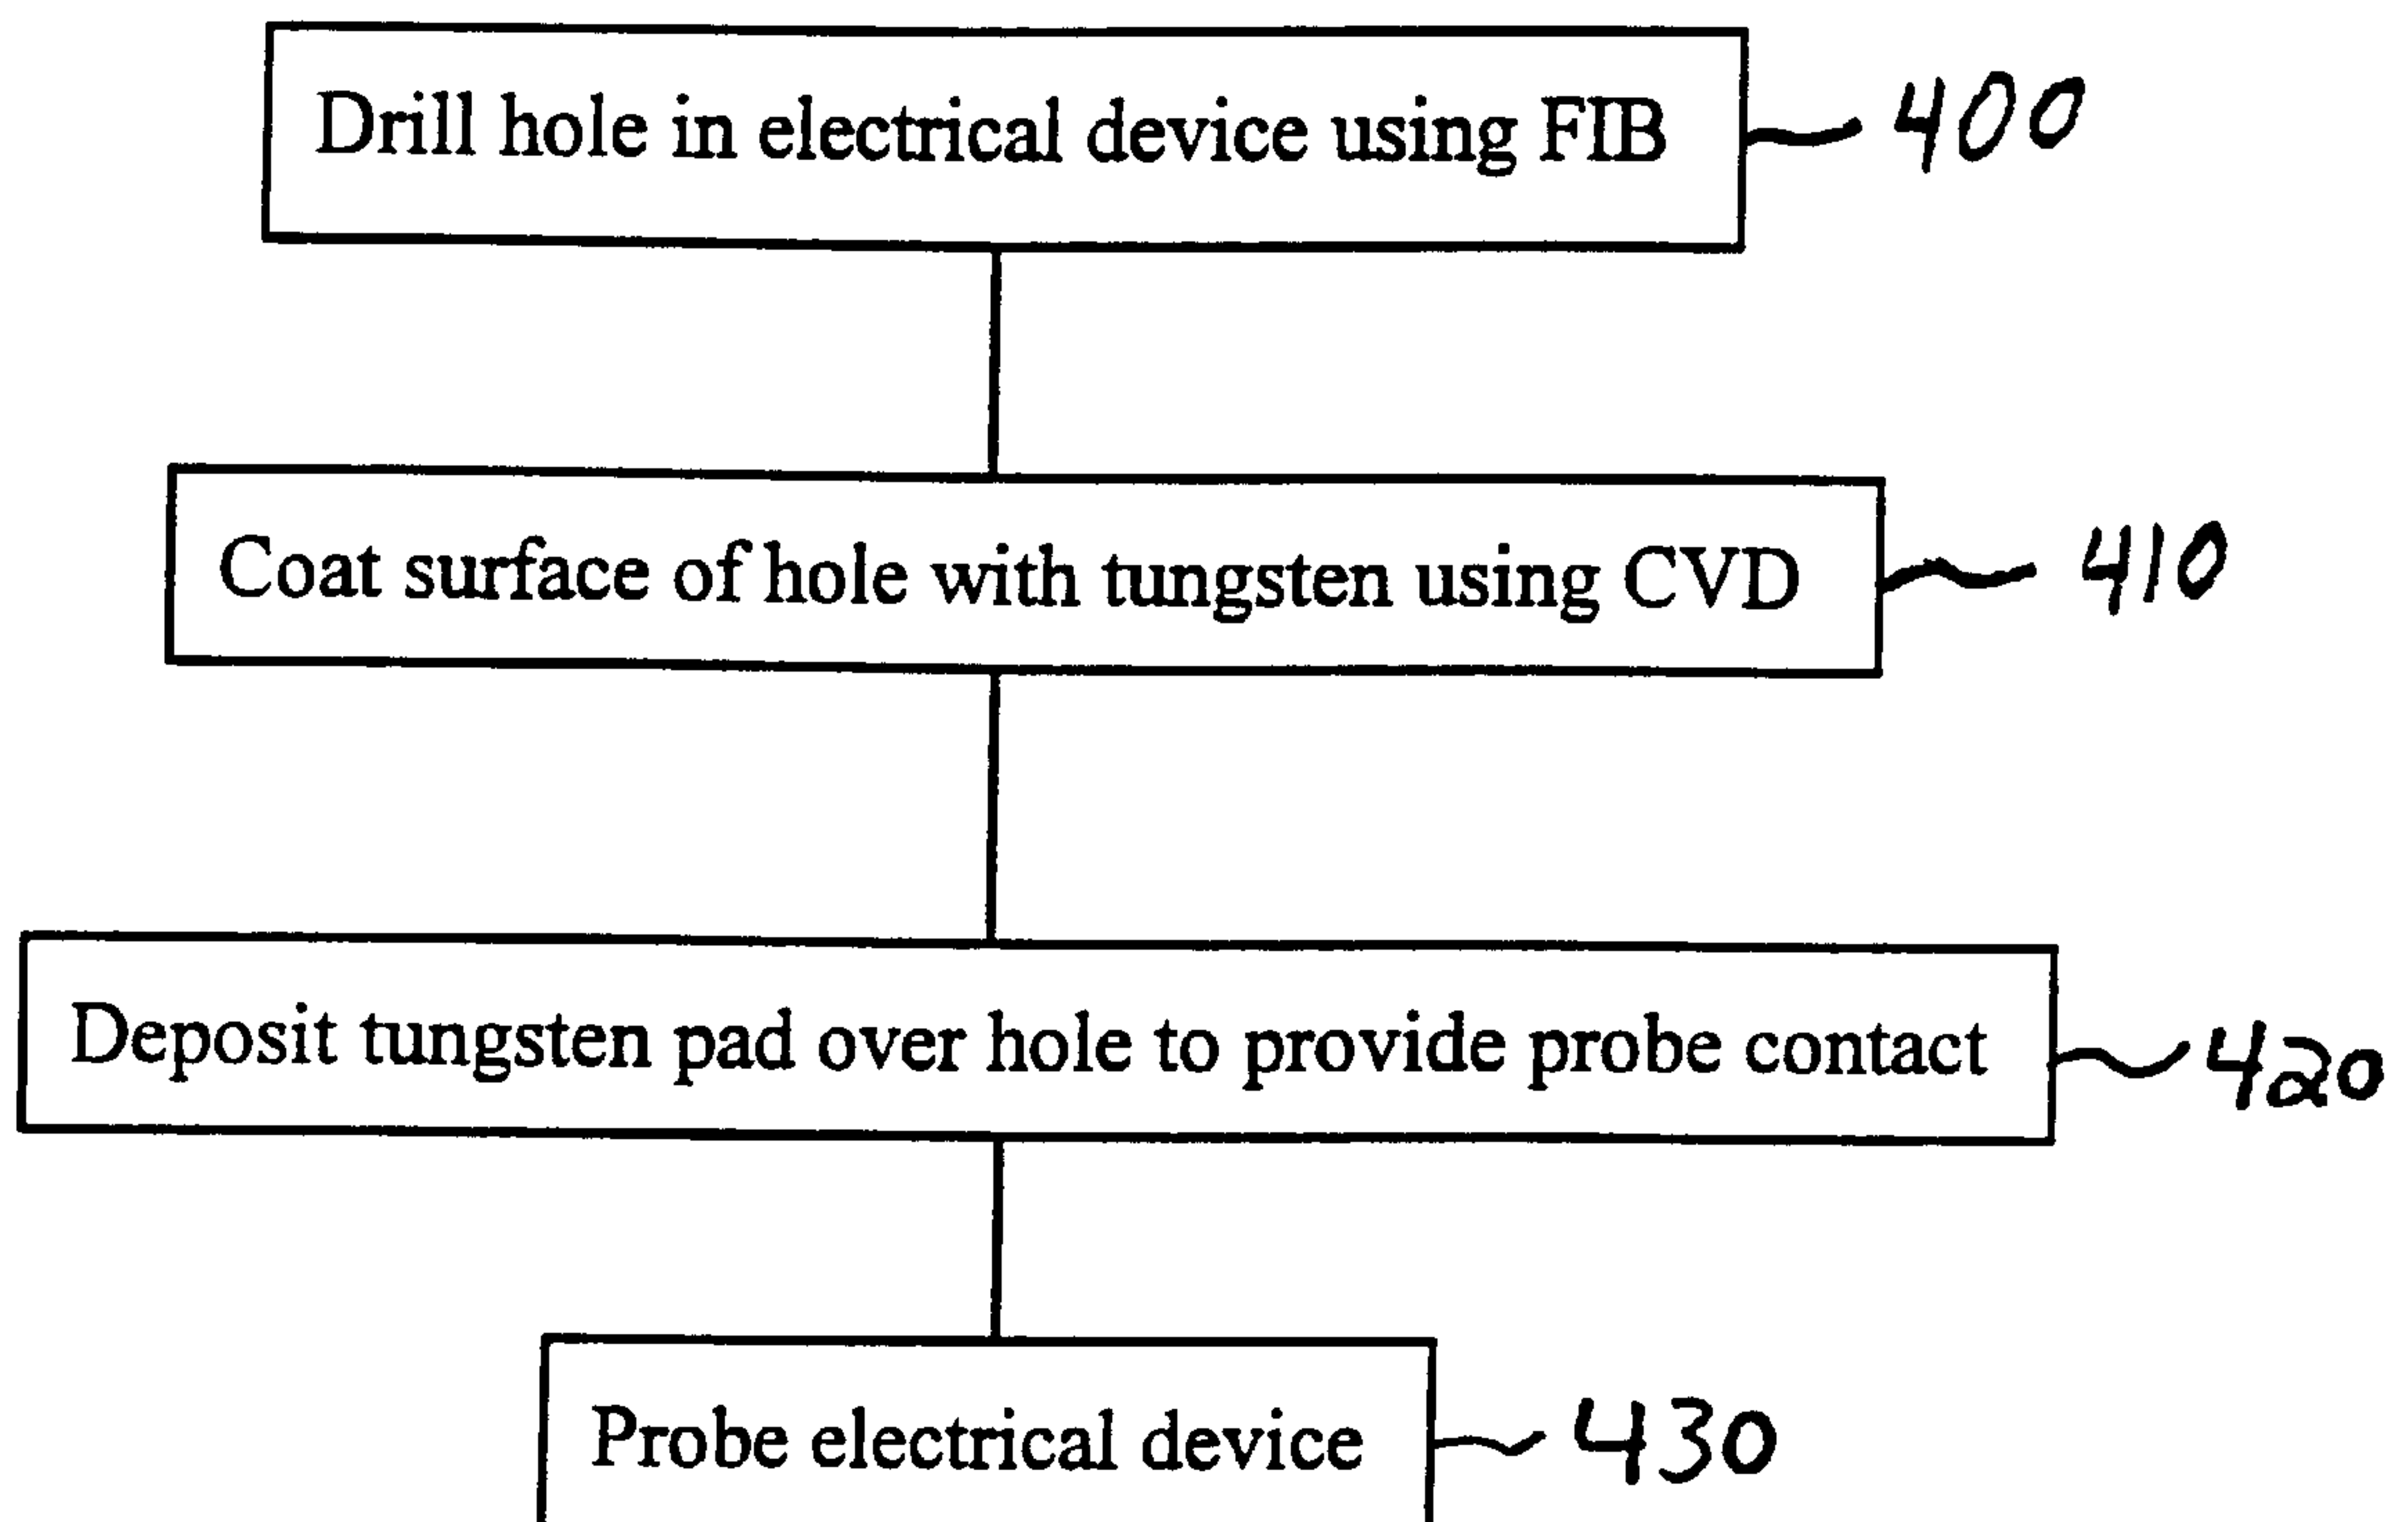 Drill hole in electrical device using FIB 400
Coat surface of hole with tungsten using CVD 410
Deposit tungsten pad over hole to provide probe contact 420
Probe electrical device 430